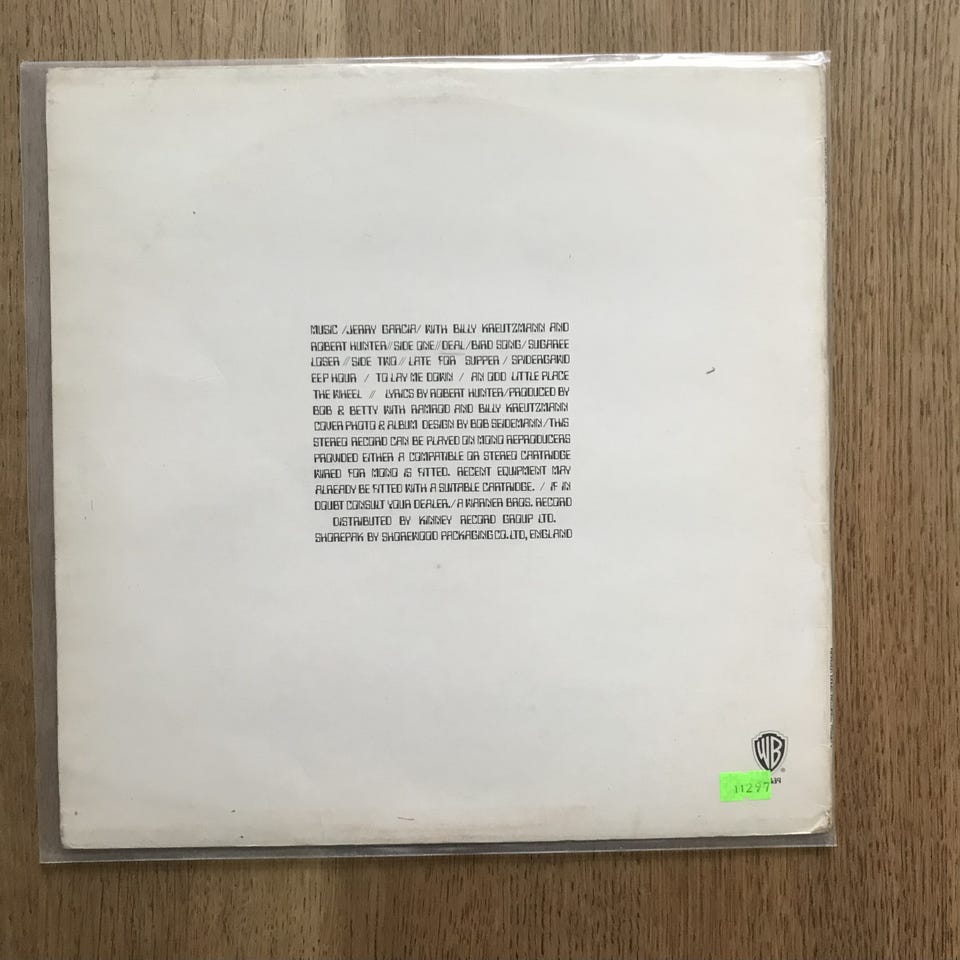 MUSIC /JERRY GARCIA/ WITH BILLY KREUTZMANN AND
ROBERT HUNTER//SIDE ONE//DEAL/BIRD SONG/SUGAREE
LOSER //SIDE TWO//LATE FOR SUPPER / SPIDERGAWD
EEP HOUR / TO LAY ME DOWN / AN ODD LITTLE PLACE
THE WHEEL // LYRICS BY ROBERT HUNTER/PRODUCED BY
BOB & BETTY WITH RAMROD AND BILLY KREUTZMANN
COVER PHOTO & ALBUM DESIGN BY BOB SEIDEMANN/THIS
STEREO RECORD CAN BE PLAYED ON MONO REPRODUCERS
PROVIDED EITHER A COMPATIBLE OR STEREO CARTRIDGE
WIRED FOR MONO IS FITTED. RECENT EQUIPMENT MAY
ALREADY BE FITTED WITH A SUITABLE CARTRIDGE. / IF IN
DOUBT CONSULT YOUR DEALER./A WARNER BROS. RECORD
DISTRIBUTED BY KINNEY RECORD GROUP LTD.
SHOREPAK BY SHOREWOOD PACKAGING CO. LTD, ENGLAND
WB
11297